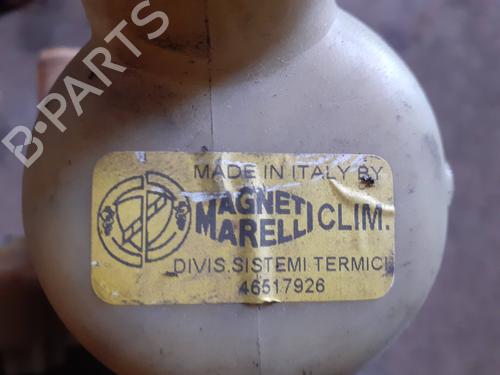 B-PARTS
MADE IN ITALY BY
MAGNETI
MARELLI CLIM.
DIVIS.SISTEMI TERMICI
46517926